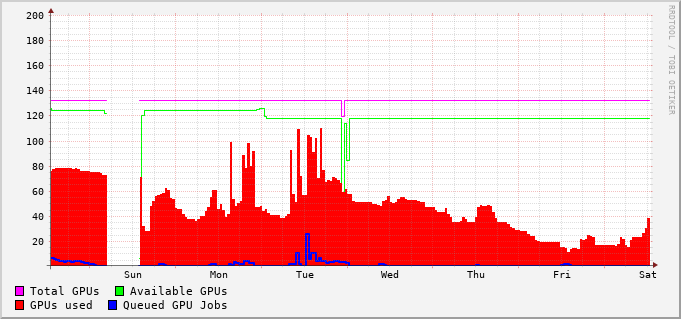 200
180
160
140
120
100
80
60
40
20
Sun Mon Tue Wed Thu Fri Sat
Total GPUs Available GPUs
GPUs used Queued GPU Jobs
RRDTOOL / TOBI OETIKER